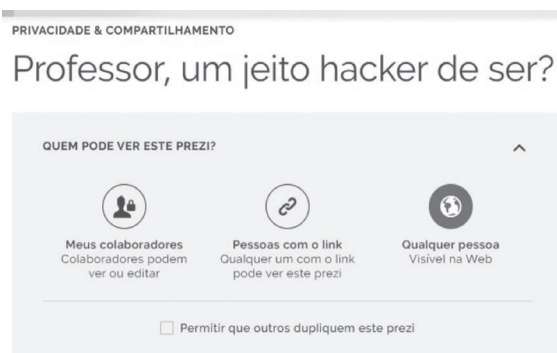 PRIVACIDADE & COMPARTILHAMENTO
Professor, um jeito hacker de ser?
QUEM PODE VER ESTE PREZI?
Meus colaboradores
Colaboradores podem
ver ou editar
Pessoas com o link
Qualquer um com o link
pode ver este prezi
Qualquer pessoa
Visível na Web
Permitir que outros dupliquem este prezi